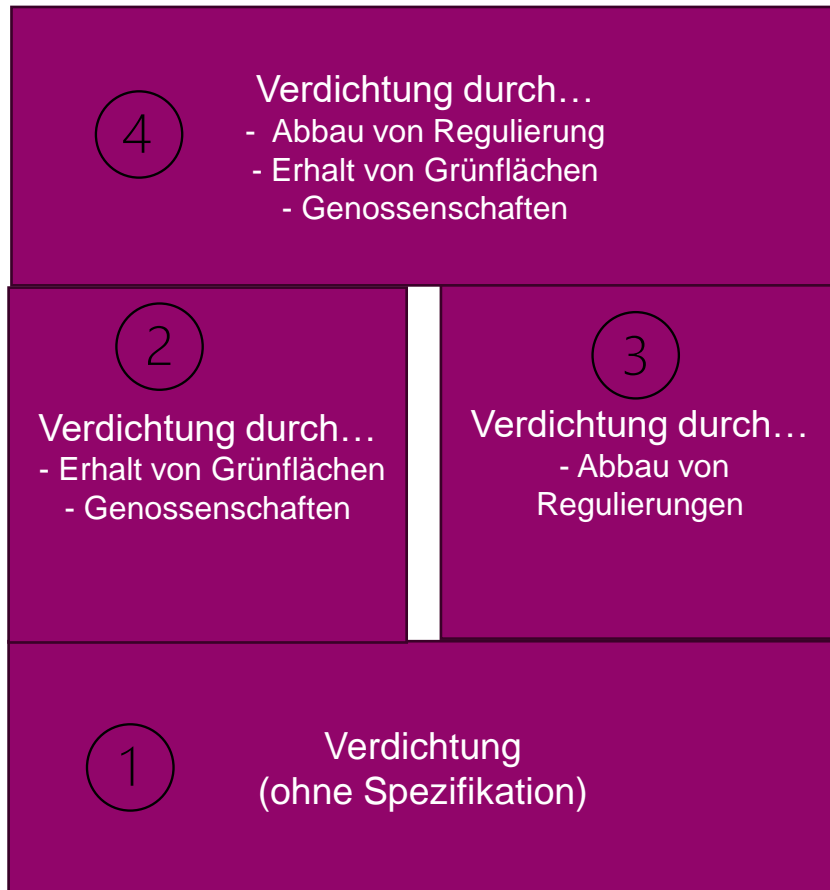 4
Verdichtung durch…
- Abbau von Regulierung
- Erhalt von Grünflächen
- Genossenschaften
2
Verdichtung durch…
- Erhalt von Grünflächen
- Genossenschaften
3
Verdichtung durch…
- Abbau von
Regulierungen
1
Verdichtung
(ohne Spezifikation)